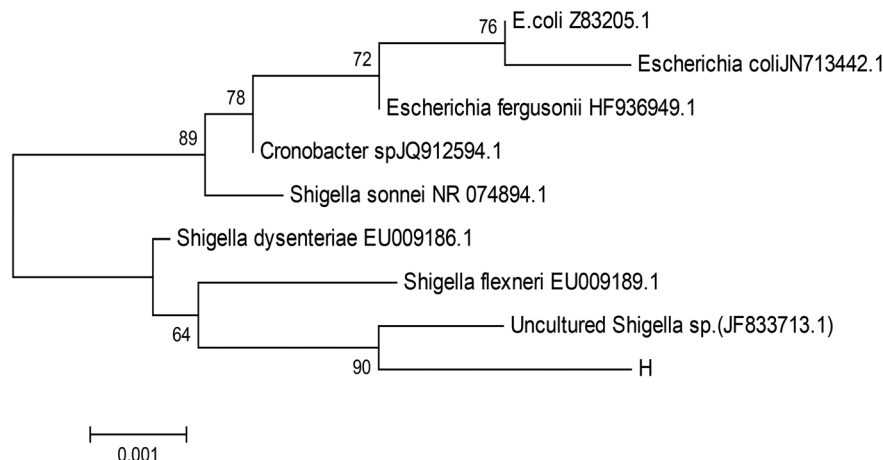 76
E.coli Z83205.1
72
Escherichia coliJN713442.1
78
Escherichia fergusonii HF936949.1
89
Cronobacter spJQ912594.1
Shigella sonnei NR 074894.1
Shigella dysenteriae EU009186.1
Shigella flexneri EU009189.1
64
Uncultured Shigella sp.(JF833713.1)
90
H
0.001